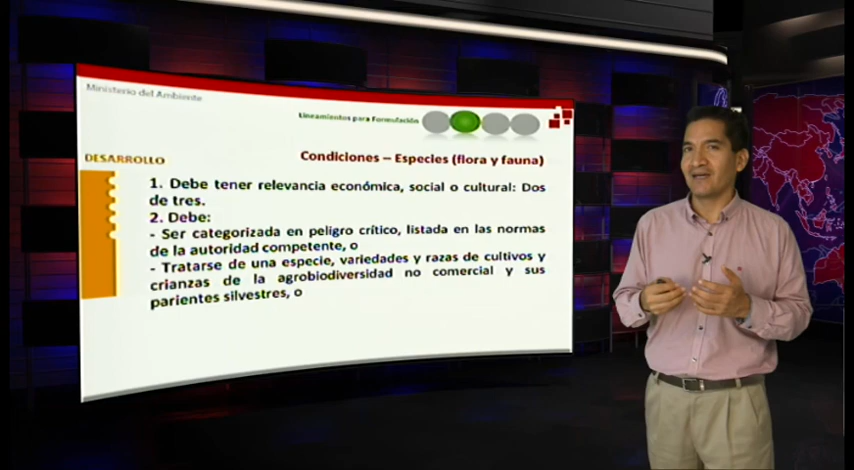 Ministerio del Ambiente
Lineamientos para Formulación
DESARROLLO
Condiciones – Especies (flora y fauna)
1. Debe tener relevancia económica, social o cultural: Dos
de tres.
2. Debe:
- Ser categorizada en peligro crítico, listada en las normas
de la autoridad competente, o
- Tratarse de una especie, variedades y razas de cultivos y
crianzas de la agrobiodiversidad no comercial y sus
parientes silvestres, o